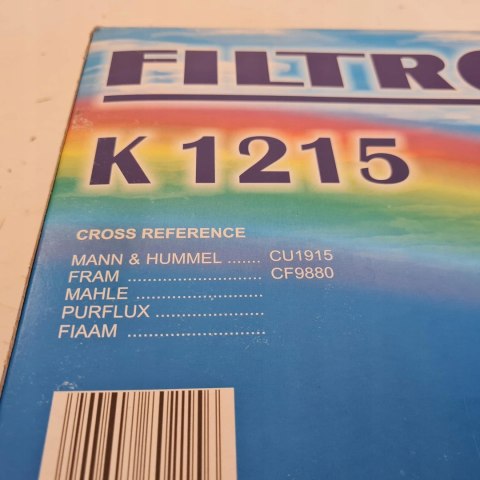 FILTRO
K 1215
CROSS REFERENCE
MANN & HUMMEL ....... CU1915
FRAM ........................... CF9880
MAHLE .........................
PURFLUX ......................
FIAAM ...........................